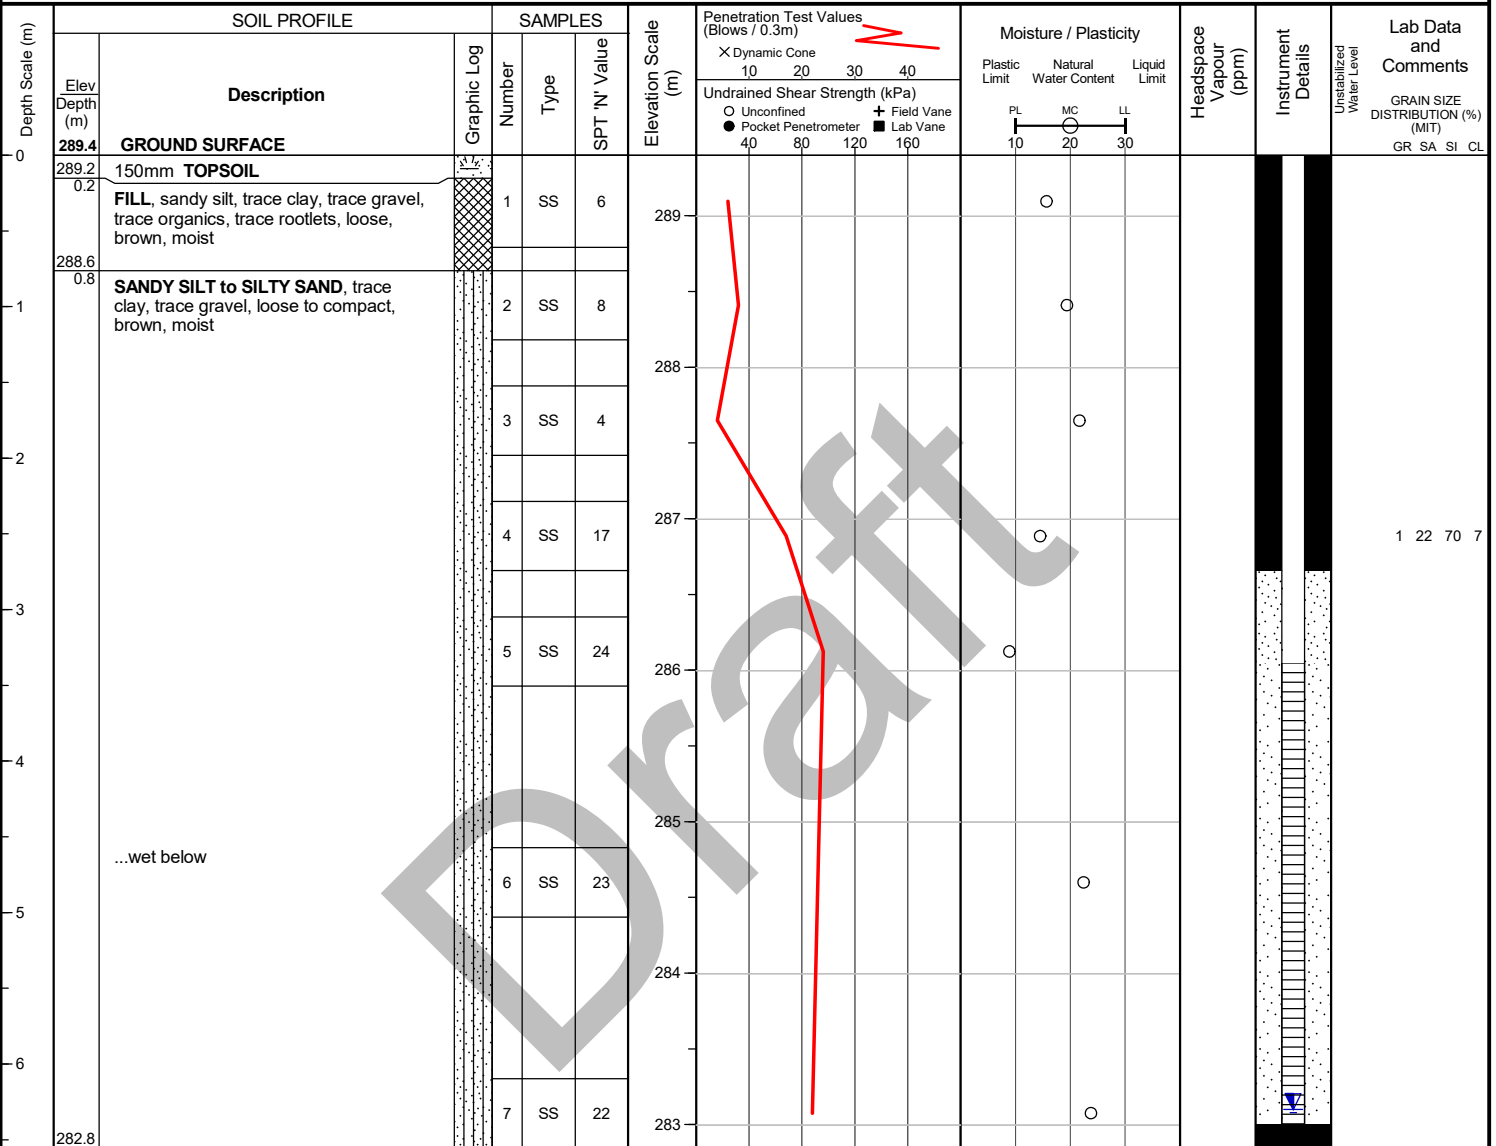 SOIL PROFILE
SAMPLES
Depth Scale (m)
Elev
Depth
(m)
Description
Graphic Log
Number
Type
SPT 'N' Value
Elevation Scale
(m)
Penetration Test Values
(Blows / 0.3m)
× Dynamic Cone
10 20 30 40
Undrained Shear Strength (kPa)
Unconfined
+ Field Vane
Pocket Penetrometer
Lab Vane
40 80 120 160
Moisture / Plasticity
Plastic
Limit
Natural
Water Content
Liquid
Limit
PL MC LL
10 20 30
Headspace
Vapour
(ppm)
Instrument
Details
Unstabilized
Water Level
Lab Data
and
Comments
GRAIN SIZE
DISTRIBUTION (%)
(MIT)
GR SA SI CL
289.4 GROUND SURFACE
0
289.2 150mm TOPSOIL
0.2
FILL, sandy silt, trace clay, trace gravel,
trace organics, trace rootlets, loose,
brown, moist
1 SS 6
289
288.6
0.8
SANDY SILT to SILTY SAND, trace
clay, trace gravel, loose to compact,
brown, moist
1
2 SS 8
288
3 SS 4
2
287
4 SS 17
1 22 70 7
3
5 SS 24
286
4
285
...wet below
6 SS 23
5
284
6
7 SS 22
283
282.8
Draft